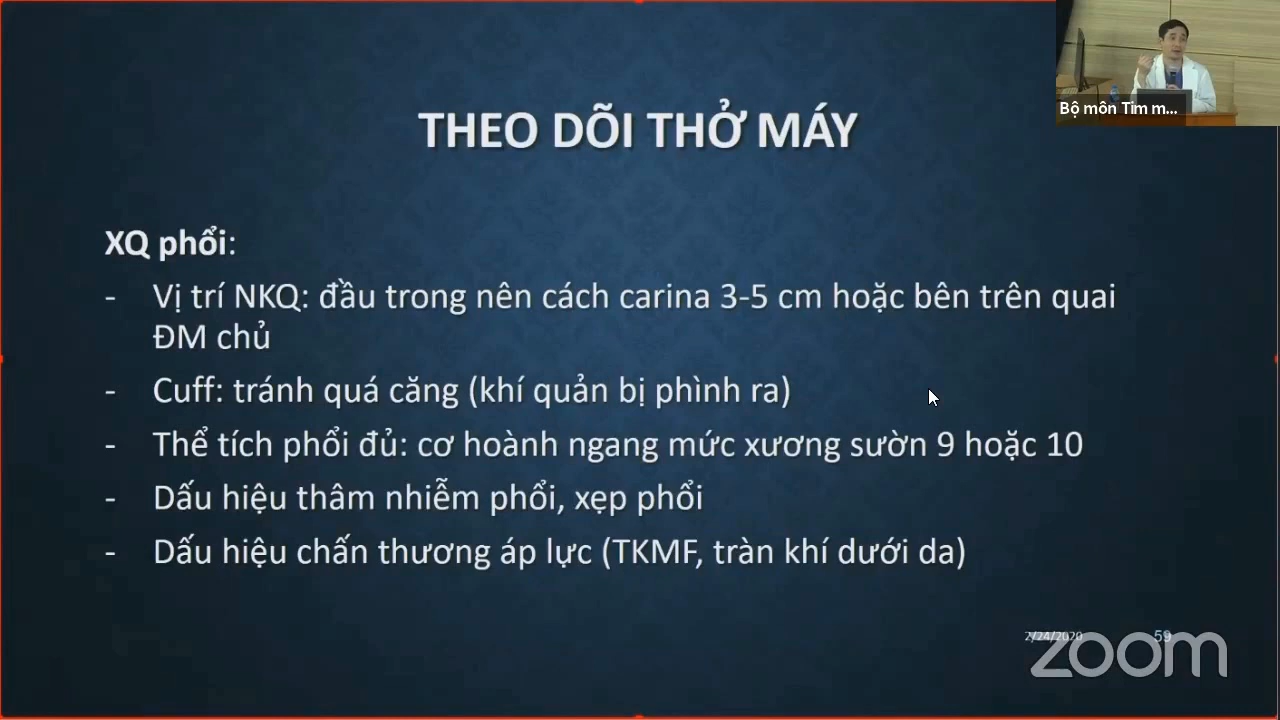 Bộ môn Tim m...
THEO DÕI THỞ MÁY
XQ phổi:
- Vị trí NKQ: đầu trong nên cách carina 3-5 cm hoặc bên trên quai
ĐM chủ
- Cuff: tránh quá căng (khí quản bị phình ra)
- Thể tích phổi đủ: cơ hoành ngang mức xương sườn 9 hoặc 10
- Dấu hiệu thâm nhiễm phổi, xẹp phổi
- Dấu hiệu chấn thương áp lực (TKMF, tràn khí dưới da)
2/24/2020
59
zoom